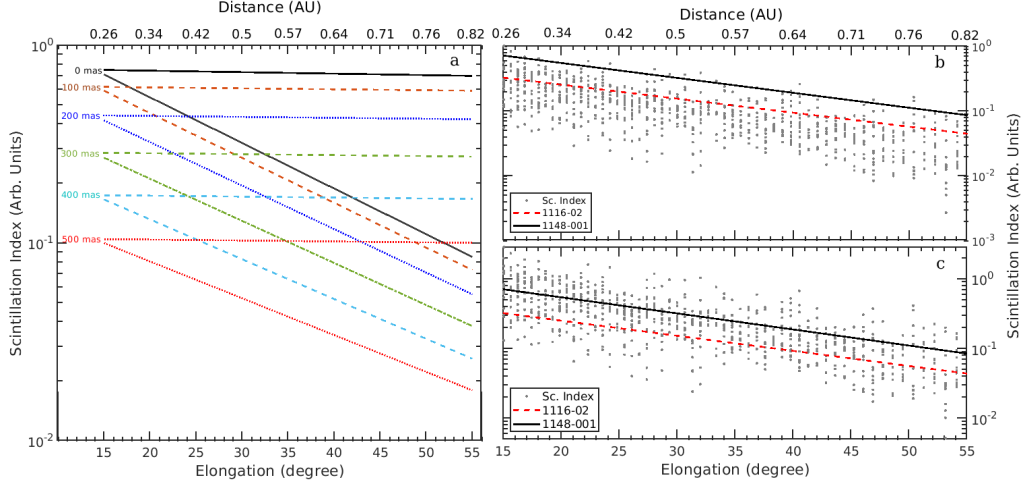 Distance (AU)
0.26 0.34 0.42 0.5 0.57 0.64 0.71 0.76 0.82
a
10^0
10^-1
10^-2
0 mas
100 mas
200 mas
300 mas
400 mas
500 mas
Scintillation Index (Arb. Units)
15 20 25 30 35 40 45 50 55
Elongation (degree)
Distance (AU)
0.26 0.34 0.42 0.5 0.57 0.64 0.71 0.76 0.82
b
10^0
10^-1
10^-2
10^-3
Sc. Index
1116-02
1148-001
c
10^0
10^-1
10^-2
Sc. Index
1116-02
1148-001
Scintillation Index (Arb. Units)
15 20 25 30 35 40 45 50 55
Elongation (degree)